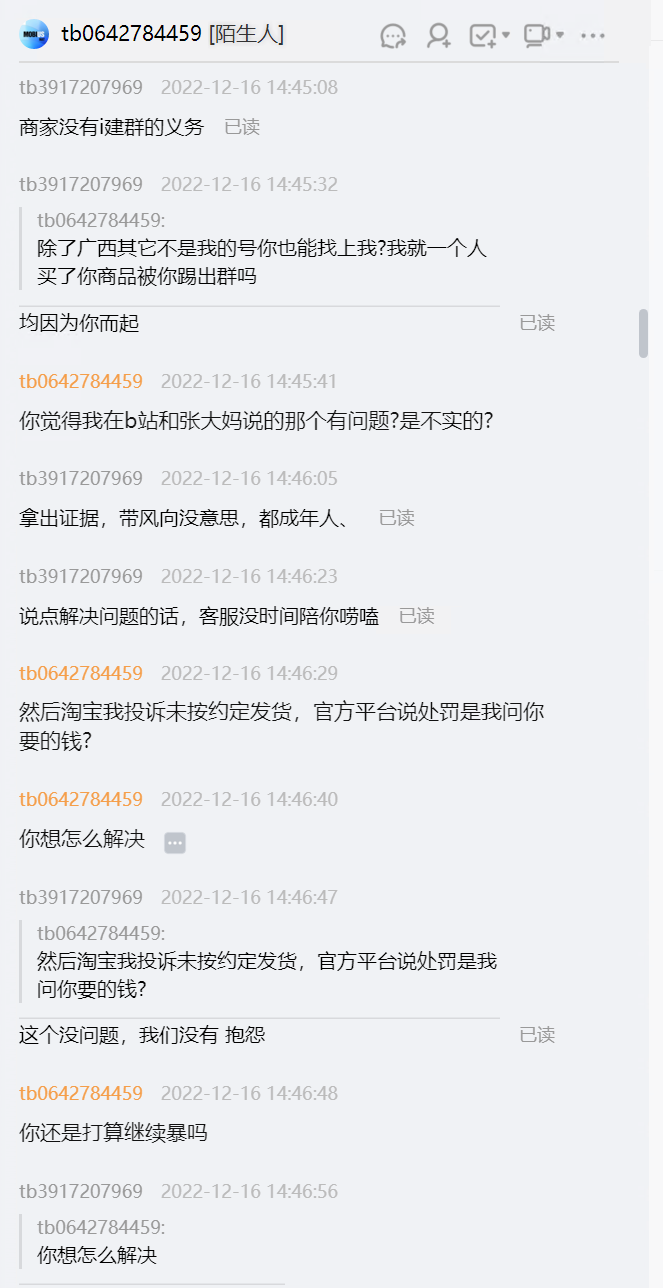 MOBIUS
tb0642784459 [陌生人]
tb3917207969 2022-12-16 14:45:08
商家没有i建群的义务 已读
tb3917207969 2022-12-16 14:45:32
tb0642784459:
除了广西其它不是我的号你也能找上我?我就一个人
买了你商品被你踢出群吗
均因为你而起 已读
tb0642784459 2022-12-16 14:45:41
你觉得我在b站和张大妈说的那个有问题?是不实的?
tb3917207969 2022-12-16 14:46:05
拿出证据，带风向没意思，都成年人、 已读
tb3917207969 2022-12-16 14:46:23
说点解决问题的话，客服没时间陪你唠嗑 已读
tb0642784459 2022-12-16 14:46:29
然后淘宝我投诉未按约定发货，官方平台说处罚是我问你
要的钱?
tb0642784459 2022-12-16 14:46:40
你想怎么解决
tb3917207969 2022-12-16 14:46:47
tb0642784459:
然后淘宝我投诉未按约定发货，官方平台说处罚是我
问你要的钱?
这个没问题，我们没有 抱怨 已读
tb0642784459 2022-12-16 14:46:48
你还是打算继续暴吗
tb3917207969 2022-12-16 14:46:56
tb0642784459:
你想怎么解决